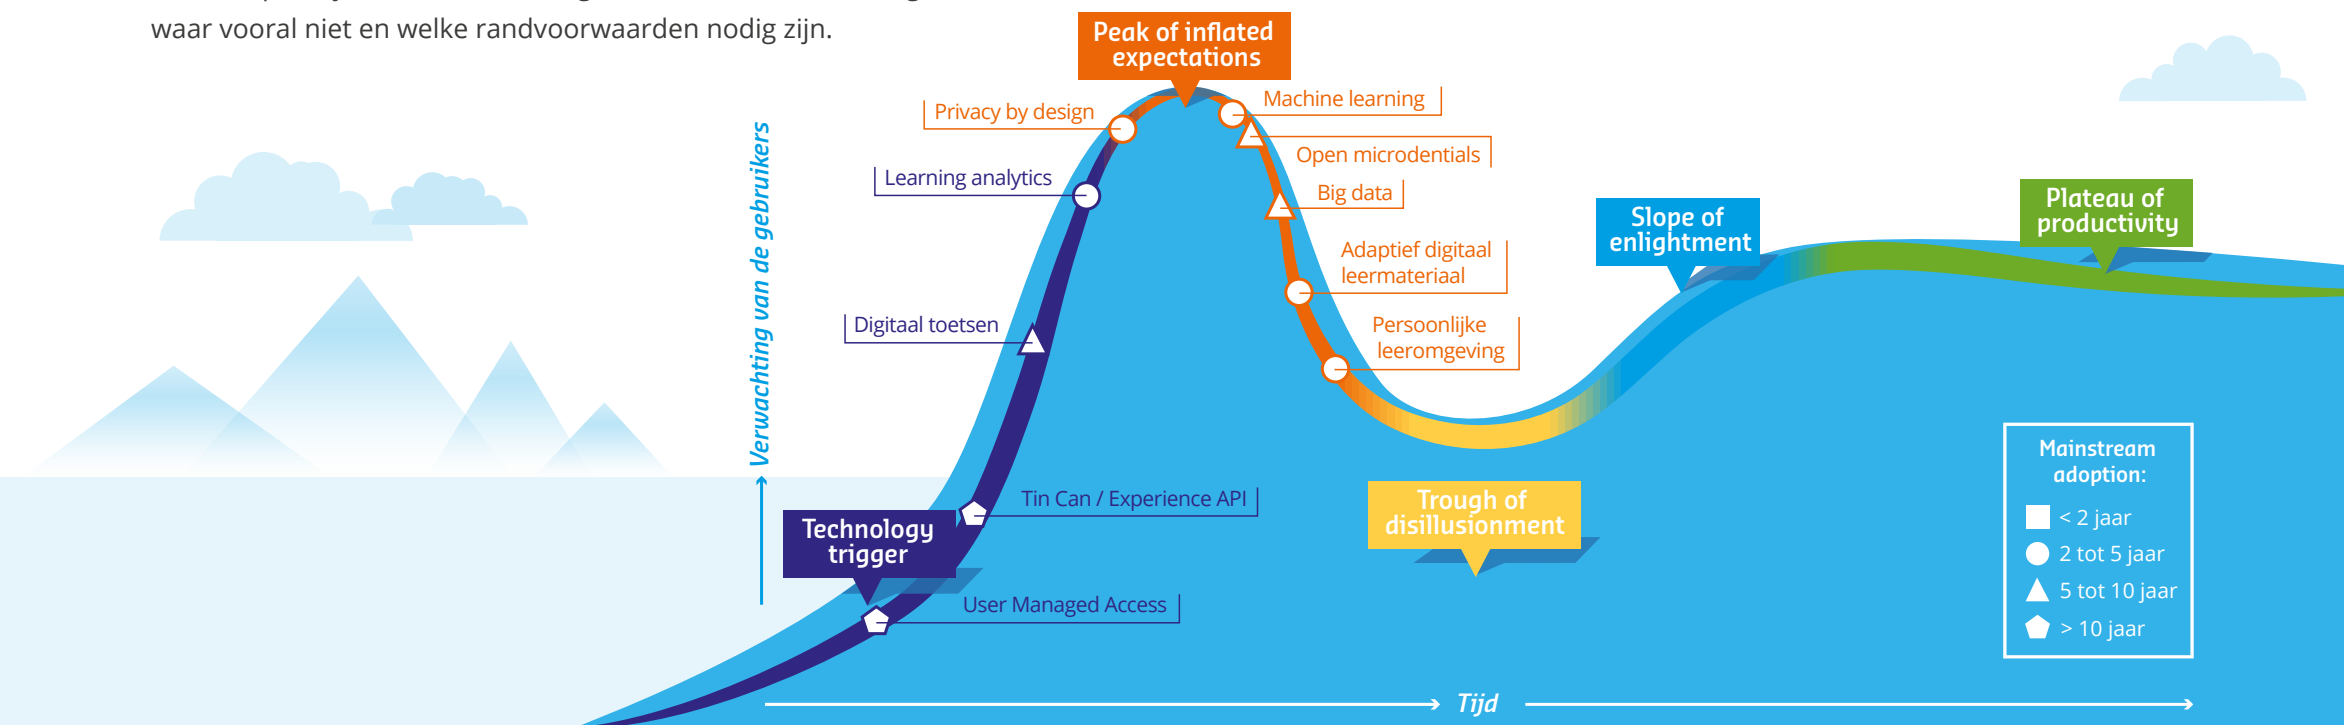 waar vooral niet en welke randvoorwaarden nodig zijn.
Peak of inflated
expectations
Privacy by design
Machine learning
Open microdentials
Learning analytics
Big data
Verwachting van de gebruikers
Adaptief digitaal
leermateriaal
Digitaal toetsen
Persoonlijke
leeromgeving
Slope of
enlightment
Plateau of
productivity
Tin Can / Experience API
Technology
trigger
User Managed Access
Trough of
disillusionment
Mainstream
adoption:
< 2 jaar
2 tot 5 jaar
5 tot 10 jaar
> 10 jaar
Tijd